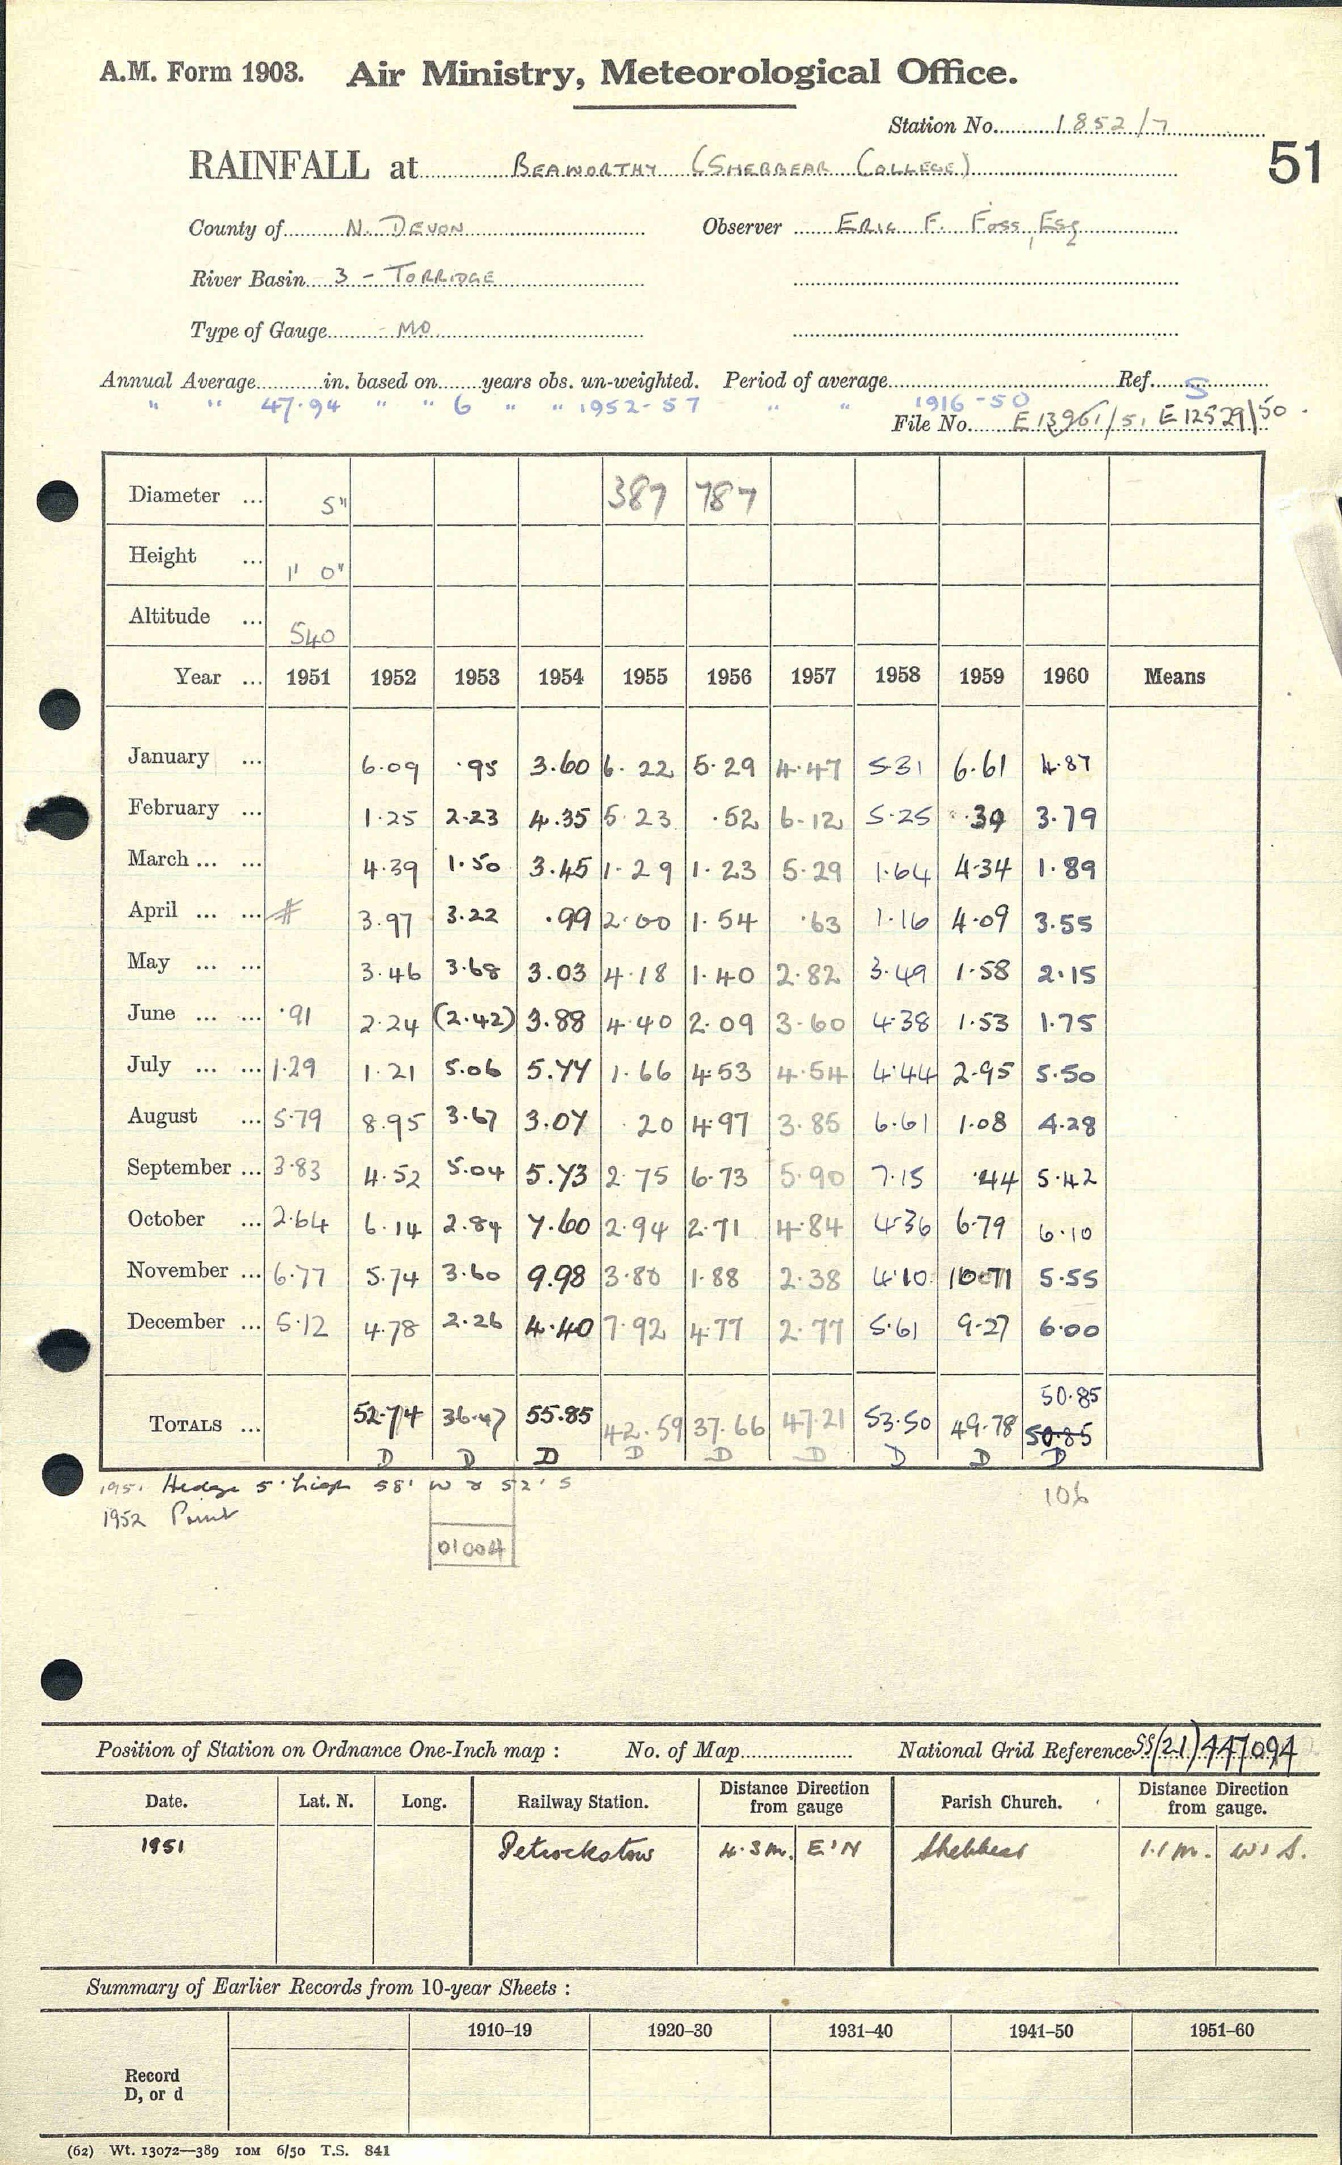 A.M. Form 1903. Air Ministry, Meteorological Office.
Station No. 1852/7
RAINFALL at BEAWORTHY (SHEBBEAR COLLEGE)
51
County of N. DEVON Observer ERIC F. FOSS, Esq
River Basin 3 - TORRIDGE
Type of Gauge MO
Annual Average in. based on years obs. un-weighted. Period of average Ref. S
" " 47.94 " " 6 " " 1952-57 " " 1916-50
File No. E 13961/51 E 12529/50
Diameter ... 5" 387 787
Height ... 1' 0"
Altitude ... 540
Year ... 1951 1952 1953 1954 1955 1956 1957 1958 1959 1960 Means
January ... 6.09 .95 3.60 6.22 5.29 4.47 5.31 6.61 4.87
February ... 1.25 2.23 4.35 5.23 .52 6.12 5.25 .39 3.79
March ... ... 4.39 1.50 3.45 1.29 1.23 5.29 1.64 4.34 1.89
April ... ... # 3.97 3.22 .99 2.00 1.54 .63 1.16 4.09 3.55
May ... ... 3.46 3.68 3.03 4.18 1.40 2.82 3.49 1.58 2.15
June ... ... .91 2.24 (2.42) 3.88 4.40 2.09 3.60 4.38 1.53 1.75
July ... ... 1.29 1.21 5.06 5.77 1.66 4.53 4.54 4.44 2.95 5.50
August ... 5.79 8.95 3.67 3.07 .20 4.97 3.85 6.61 1.08 4.28
September ... 3.83 4.52 5.04 5.73 2.75 6.73 5.90 7.15 .44 5.42
October ... 2.64 6.14 2.84 7.60 2.94 2.71 4.84 4.36 6.79 6.10
November ... 6.77 5.74 3.60 9.98 3.80 1.88 2.38 4.10 10.71 5.55
December ... 5.12 4.78 2.26 4.40 7.92 4.77 2.77 5.61 9.27 6.00
50.85
TOTALS ... 52.74 36.47 55.85 42.59 37.66 47.21 53.50 49.78 50.85
D D D D D D D D D
1951 Hedge 5' high 58' W & 52' S
106
1952
01004
Position of Station on Ordnance One-Inch map : No. of Map National Grid Reference SS(21)447094
Date. Lat. N. Long. Railway Station. Distance Direction from gauge Parish Church. Distance Direction from gauge.
1951 Petrockstow 4.3 m. E'N Shebbear 1.1 m. W'S.
Summary of Earlier Records from 10-year Sheets :
1910–19 1920–30 1931–40 1941–50 1951–60
Record
D, or d
(62) Wt. 13072—389 10M 6/50 T.S. 841